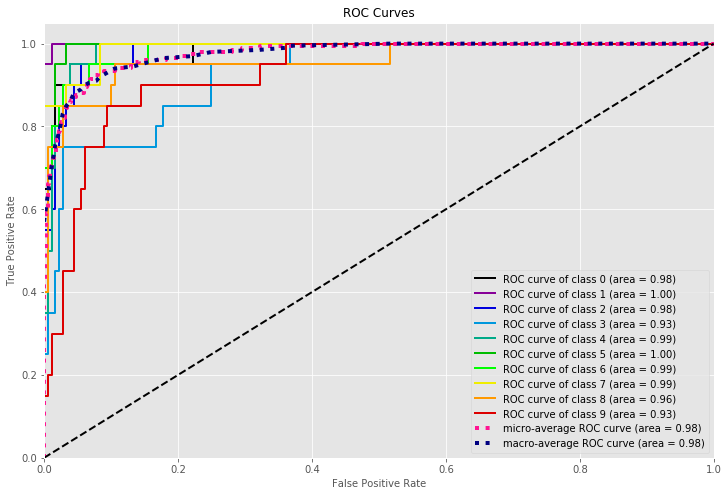 ROC Curves
True Positive Rate
1.0
0.8
0.6
0.4
0.2
0.0
ROC curve of class 0 (area = 0.98)
ROC curve of class 1 (area = 1.00)
ROC curve of class 2 (area = 0.98)
ROC curve of class 3 (area = 0.93)
ROC curve of class 4 (area = 0.99)
ROC curve of class 5 (area = 1.00)
ROC curve of class 6 (area = 0.99)
ROC curve of class 7 (area = 0.99)
ROC curve of class 8 (area = 0.96)
ROC curve of class 9 (area = 0.93)
micro-average ROC curve (area = 0.98)
macro-average ROC curve (area = 0.98)
0.0 0.2 0.4 0.6 0.8 1.0
False Positive Rate